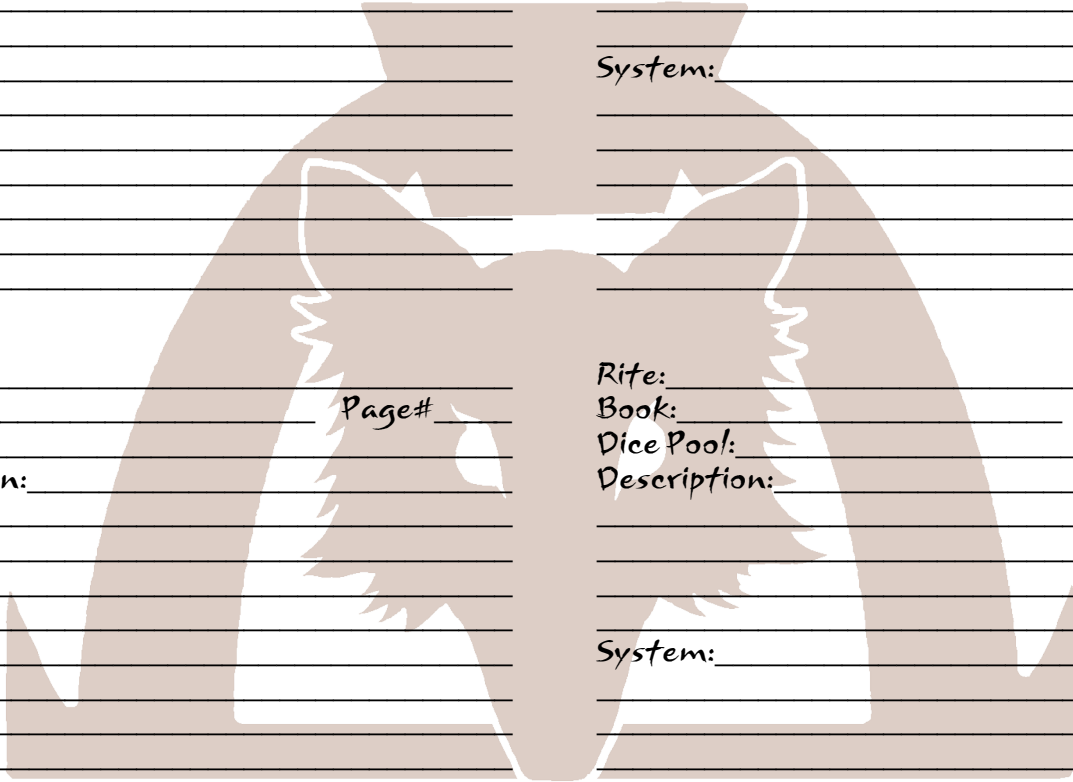 System:
Page#
n:
Rite:
Book:
Dice Pool:
Description:
System: